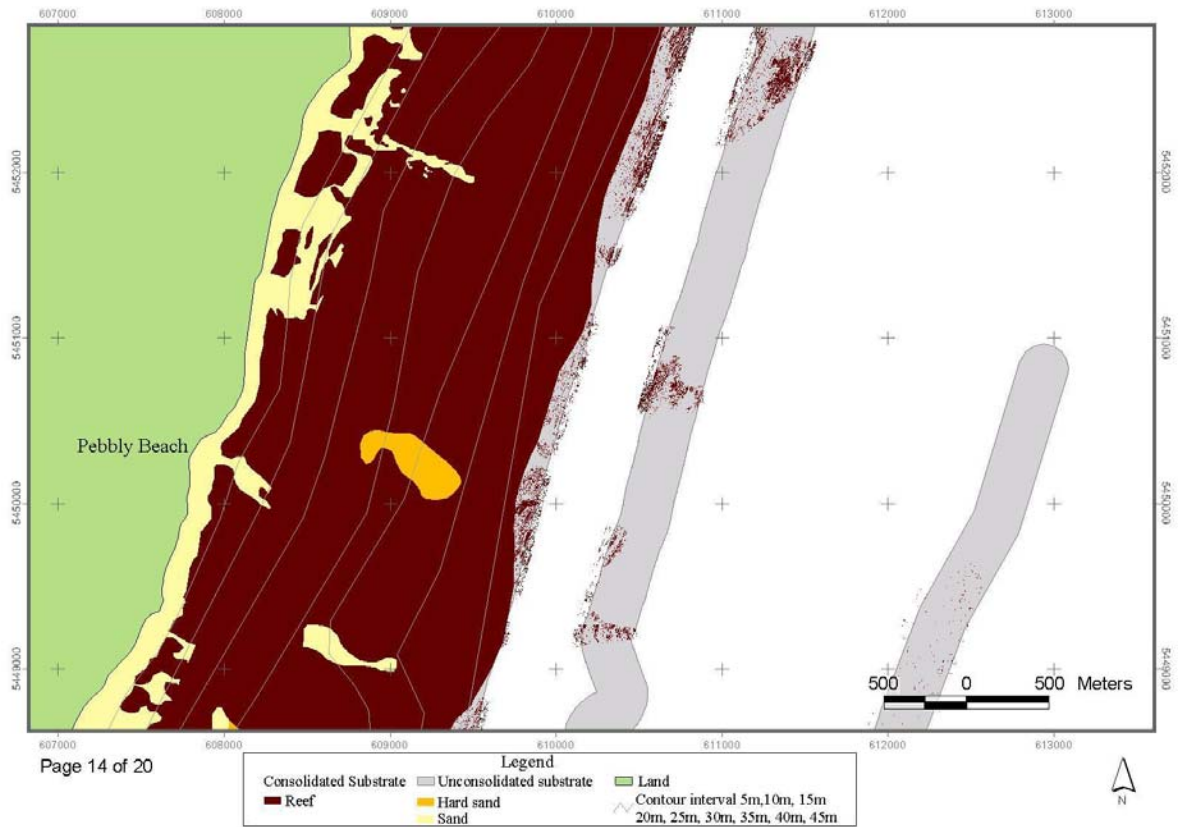 607000 608000 609000 610000 611000 612000 613000
5452000 5452000
5451000 5451000
Pebbly Beach
5450000 5450000
5449000 5449000
500 0 500 Meters
607000 608000 609000 610000 611000 612000 613000
Page 14 of 20
Legend
Consolidated Substrate Unconsolidated substrate Land
Reef Hard sand Contour interval 5m,10m, 15m
Sand 20m, 25m, 30m, 35m, 40m, 45m
N